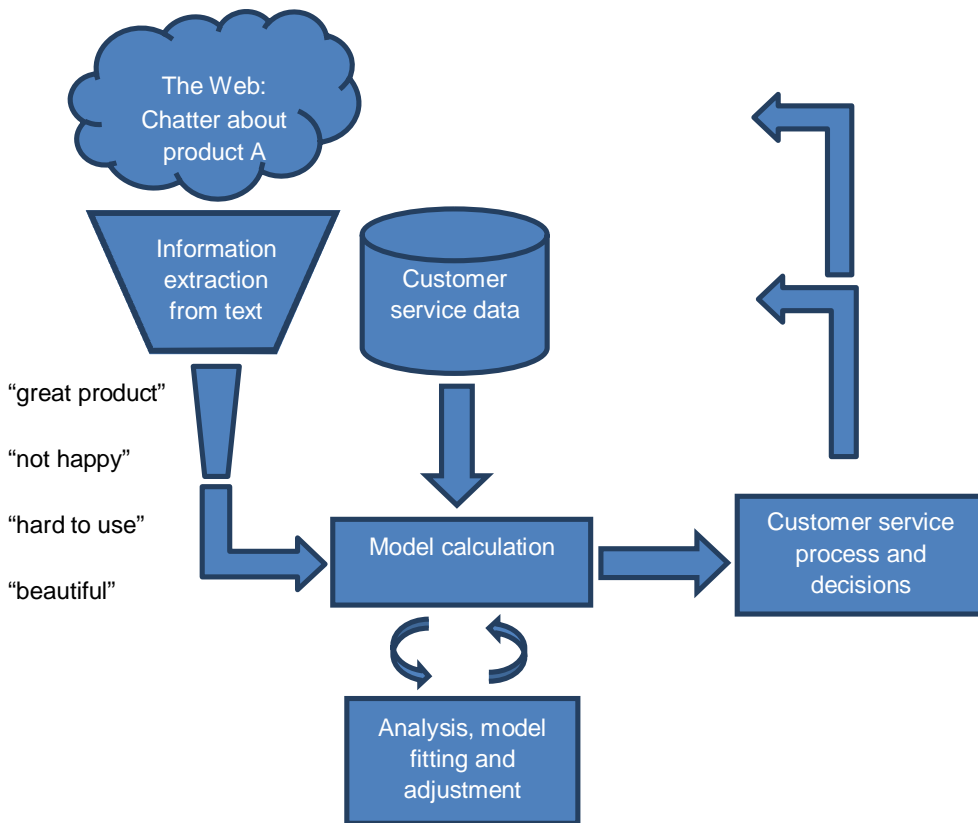 The Web:
Chatter about
product A
Information
extraction
from text
Customer
service data
“great product”
“not happy”
“hard to use”
“beautiful”
Model calculation
Customer service
process and
decisions
Analysis, model
fitting and
adjustment